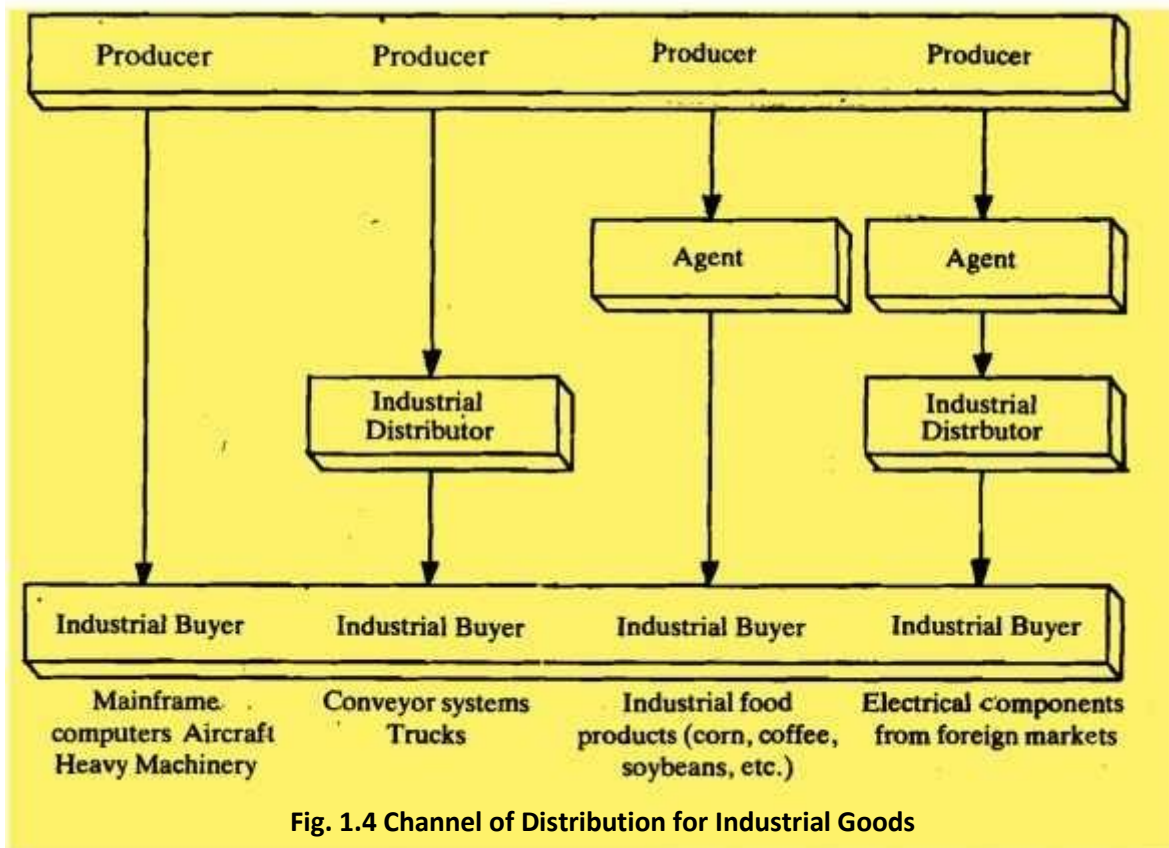 Producer Producer Producer Producer
Agent Agent
Industrial
Distributor
Industrial
Distrbutor
Industrial Buyer Industrial Buyer Industrial Buyer Industrial Buyer
Mainframe
computers Aircraft
Heavy Machinery
Conveyor systems
Trucks
Industrial food
products (corn, coffee,
soybeans, etc.)
Electrical components
from foreign markets
Fig. 1.4 Channel of Distribution for Industrial Goods